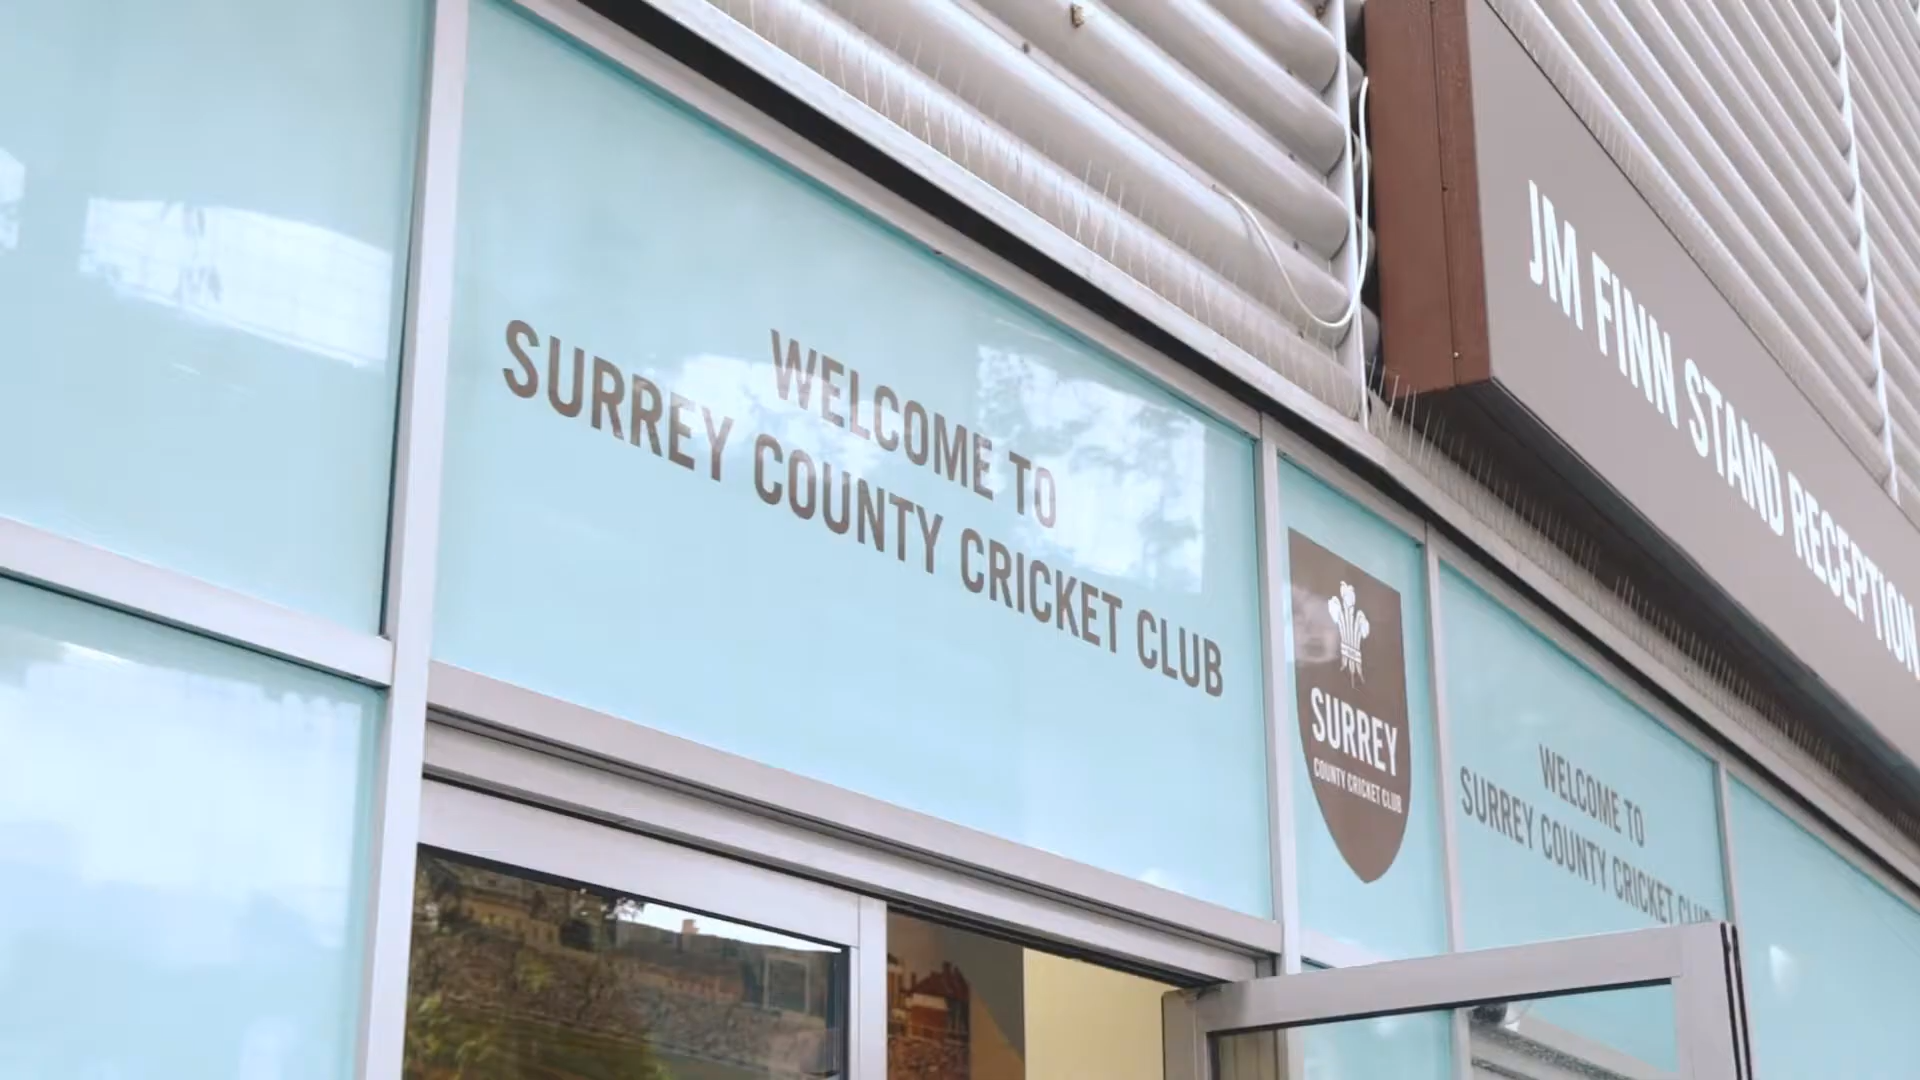 WELCOME TO
SURREY COUNTY CRICKET CLUB
JM FINN STAND RECEPTION
SURREY
COUNTY CRICKET CLUB
WELCOME TO
SURREY COUNTY CRICKET CLUB